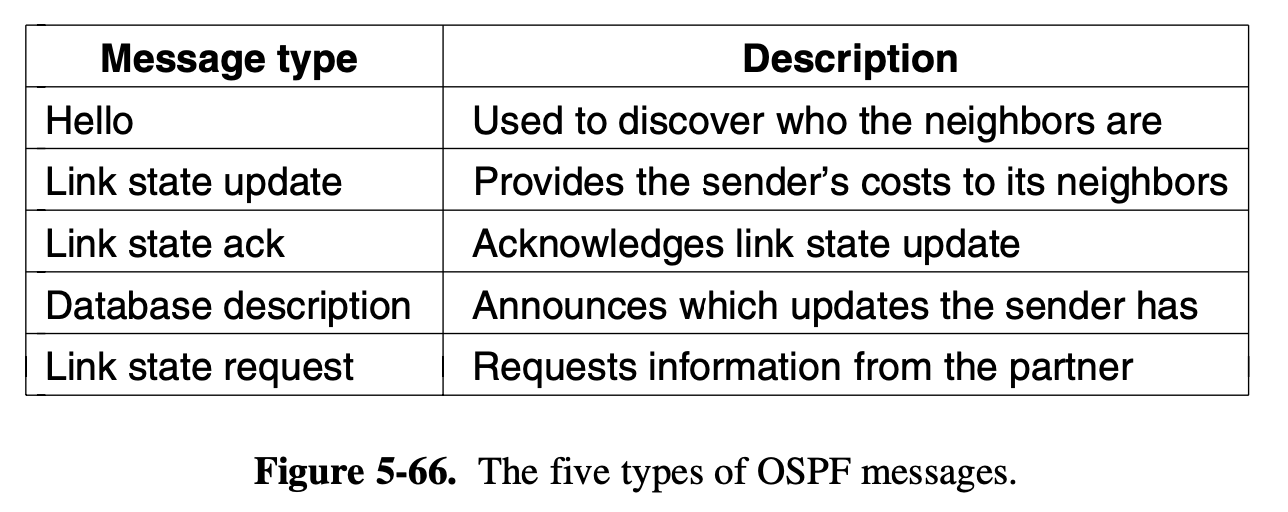 Message type Description
Hello Used to discover who the neighbors are
Link state update Provides the sender’s costs to its neighbors
Link state ack Acknowledges link state update
Database description Announces which updates the sender has
Link state request Requests information from the partner
Figure 5-66. The five types of OSPF messages.